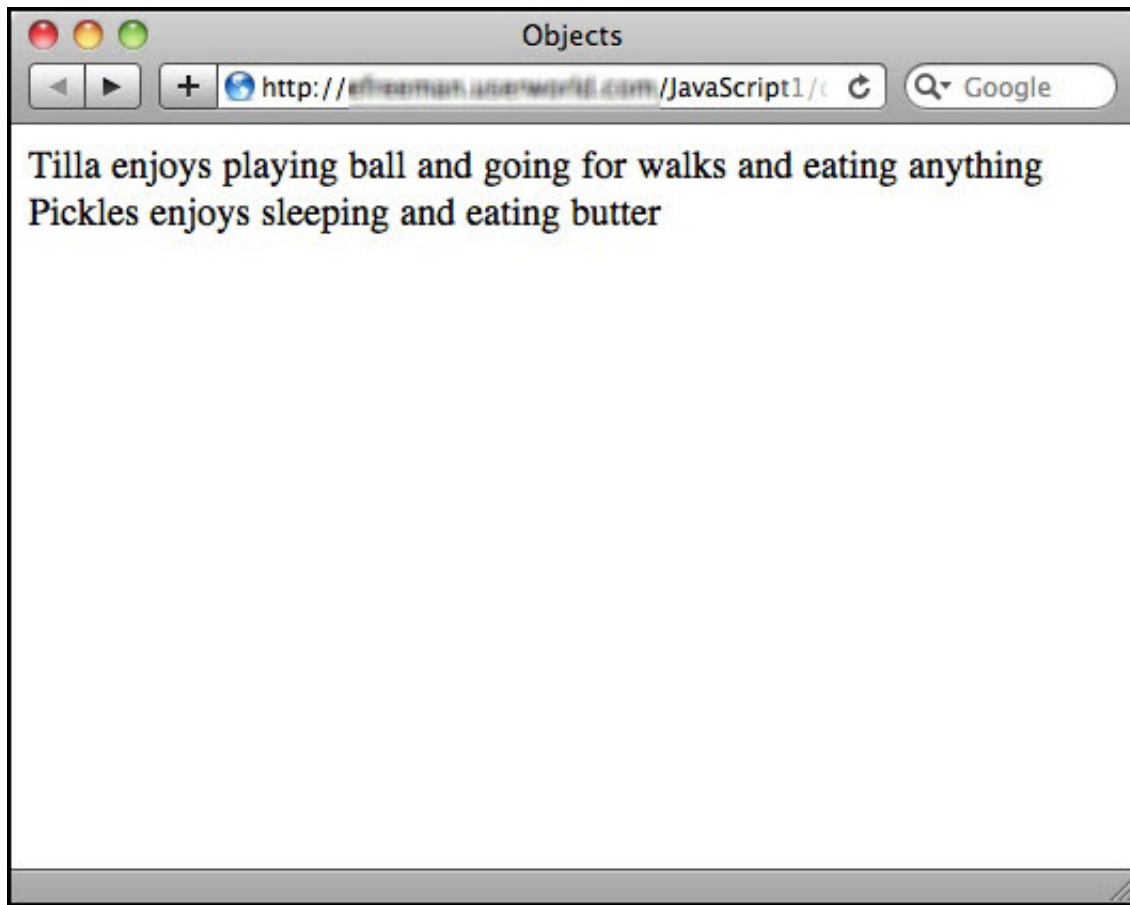 Objects
+ http:// /JavaScript1/ Google
Tilla enjoys playing ball and going for walks and eating anything
Pickles enjoys sleeping and eating butter